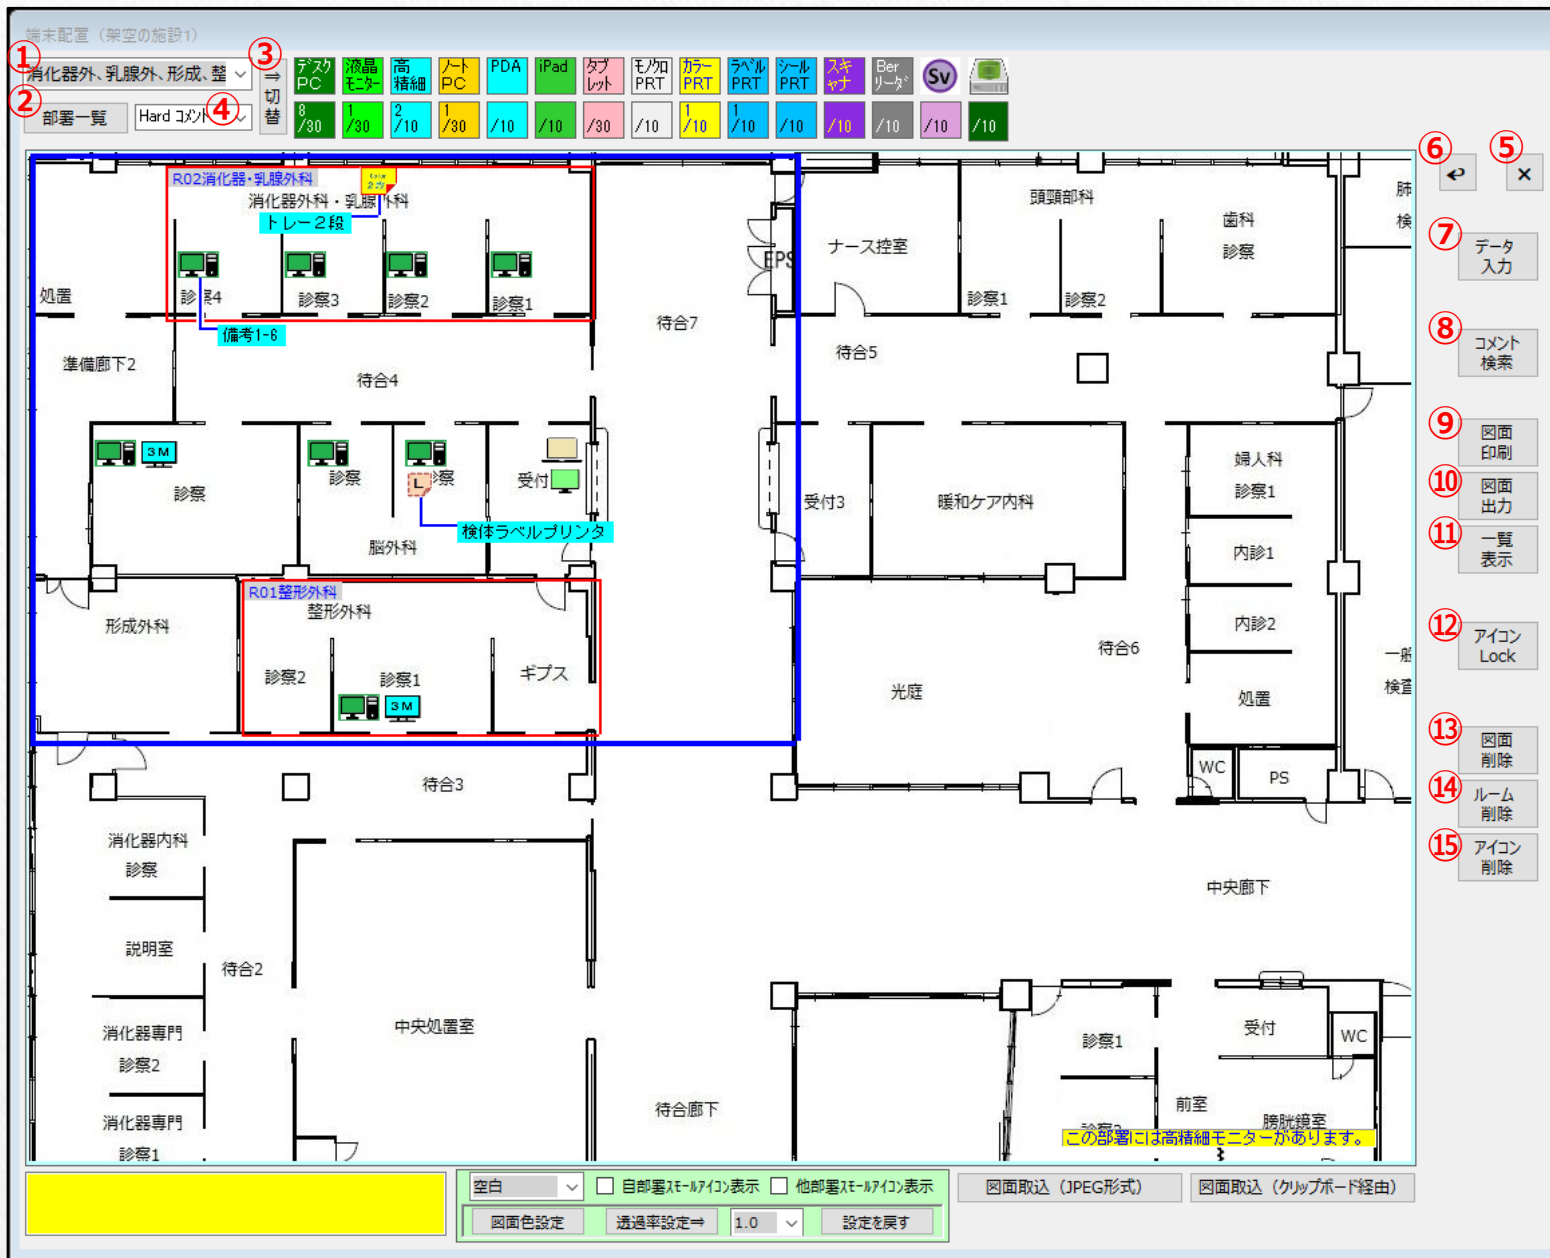 端末配置（架空の施設1）
①
消化器外、乳腺外、形成、整
②
部署一覧
③
⇒
切
替
④
Hard コメント
デスク
PC
液晶
モニター
高
精細
ノート
PC
PDA
iPad
タブ
レット
モノクロ
PRT
カラー
PRT
ラベル
PRT
シール
PRT
スキ
ャナ
Ber
リーダ
Sv
8
/30
1
/30
2
/10
1
/30
/10
/10
/30
/10
1
/10
1
/10
/10
/10
/10
/10
/10
R02消化器・乳腺外科
消化器外科・乳腺外科
Color
2段
トレー２段
処置
診察4
診察3
診察2
診察1
備考1-6
EPS
待合7
ナース控室
頭頸部科
歯科
診察
診察1
診察2
肺
検
準備廊下2
待合4
待合5
3M
診察
診察
診察
L
受付
脳外科
検体ラベルプリンタ
受付3
暖和ケア内科
婦人科
診察1
内診1
内診2
処置
R01整形外科
整形外科
形成外科
診察2
診察1
ギプス
3M
光庭
待合6
一般
検査
WC
PS
待合3
消化器内科
診察
説明室
待合2
消化器専門
診察2
消化器専門
診察1
中央処置室
待合廊下
中央廊下
診察1
受付
WC
前室
膀胱鏡室
この部署には高精細モニターがあります。
⑥
⑤
×
⑦
データ
入力
⑧
コメント
検索
⑨
図面
印刷
⑩
図面
出力
⑪
一覧
表示
⑫
アイコン
Lock
⑬
図面
削除
⑭
ルーム
削除
⑮
アイコン
削除
空白
自部署スモールアイコン表示
他部署スモールアイコン表示
図面色設定
透過率設定⇒
1.0
設定を戻す
図面取込（JPEG形式）
図面取込（クリップボード経由）